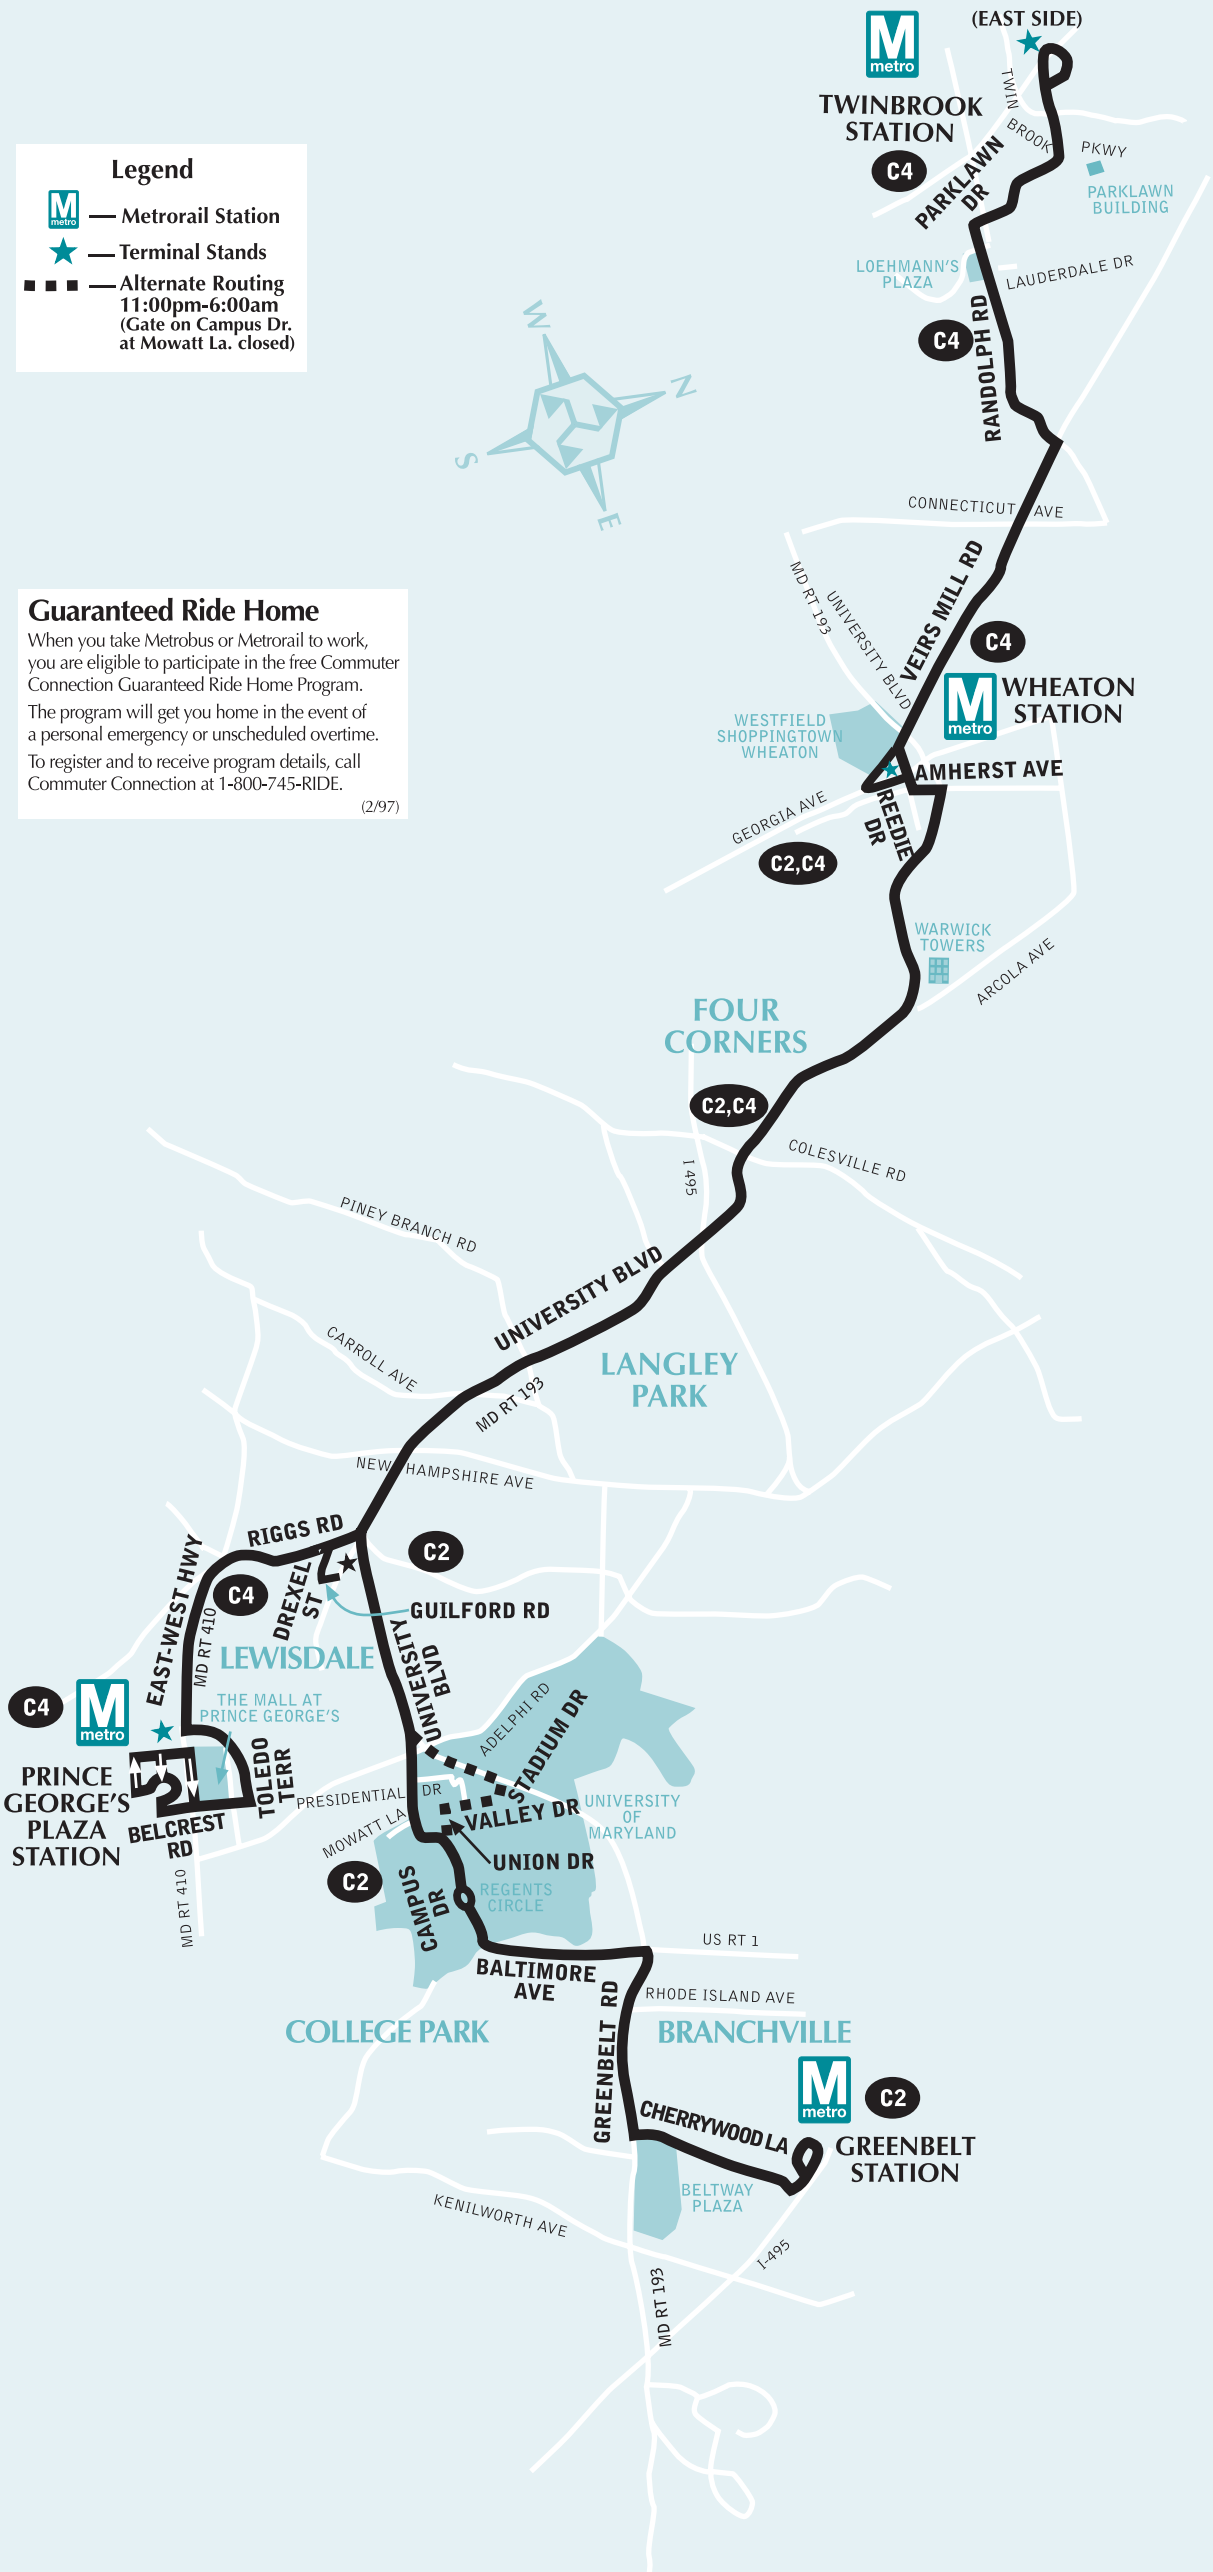 (EAST SIDE)
M
metro
TWINBROOK
STATION
C4
TWIN
BROOK
PKWY
PARKLAWN
DR
PARKLAWN
BUILDING
Legend
M
metro
Metrorail Station
Terminal Stands
Alternate Routing
11:00pm-6:00am
(Gate on Campus Dr.
at Mowatt La. closed)
LOEHMANN'S
PLAZA
LAUDERDALE DR
C4
RANDOLPH RD
W
N
S
E
CONNECTICUT AVE
MD RT 193
UNIVERSITY BLVD
VEIRS MILL RD
C4
M
metro
WHEATON
STATION
Guaranteed Ride Home
When you take Metrobus or Metrorail to work,
you are eligible to participate in the free Commuter
Connection Guaranteed Ride Home Program.
The program will get you home in the event of
a personal emergency or unscheduled overtime.
To register and to receive program details, call
Commuter Connection at 1-800-745-RIDE.
(2/97)
WESTFIELD
SHOPPINGTOWN
WHEATON
AMHERST AVE
REEDIE
DR
GEORGIA AVE
C2,C4
WARWICK
TOWERS
ARCOLA AVE
FOUR
CORNERS
C2,C4
COLESVILLE RD
I 495
PINEY BRANCH RD
UNIVERSITY BLVD
CARROLL AVE
LANGLEY
PARK
MD RT 193
NEW HAMPSHIRE AVE
RIGGS RD
C2
EAST-WEST HWY
C4
DREXEL
ST
GUILFORD RD
MD RT 410
LEWISDALE
UNIVERSITY
BLVD
C4
M
metro
THE MALL AT
PRINCE GEORGE'S
ADELPHI RD
STADIUM DR
PRINCE
GEORGE'S
PLAZA
STATION
TOLEDO
TERR
BELCREST
RD
PRESIDENTIAL DR
MOWATT LA
VALLEY DR
UNIVERSITY
OF
MARYLAND
UNION DR
C2
CAMPUS
DR
REGENTS
CIRCLE
MD RT 410
US RT 1
BALTIMORE
AVE
RHODE ISLAND AVE
GREENBELT RD
COLLEGE PARK
BRANCHVILLE
M
metro
C2
CHERRYWOOD LA
GREENBELT
STATION
BELTWAY
PLAZA
KENILWORTH AVE
I-495
MD RT 193